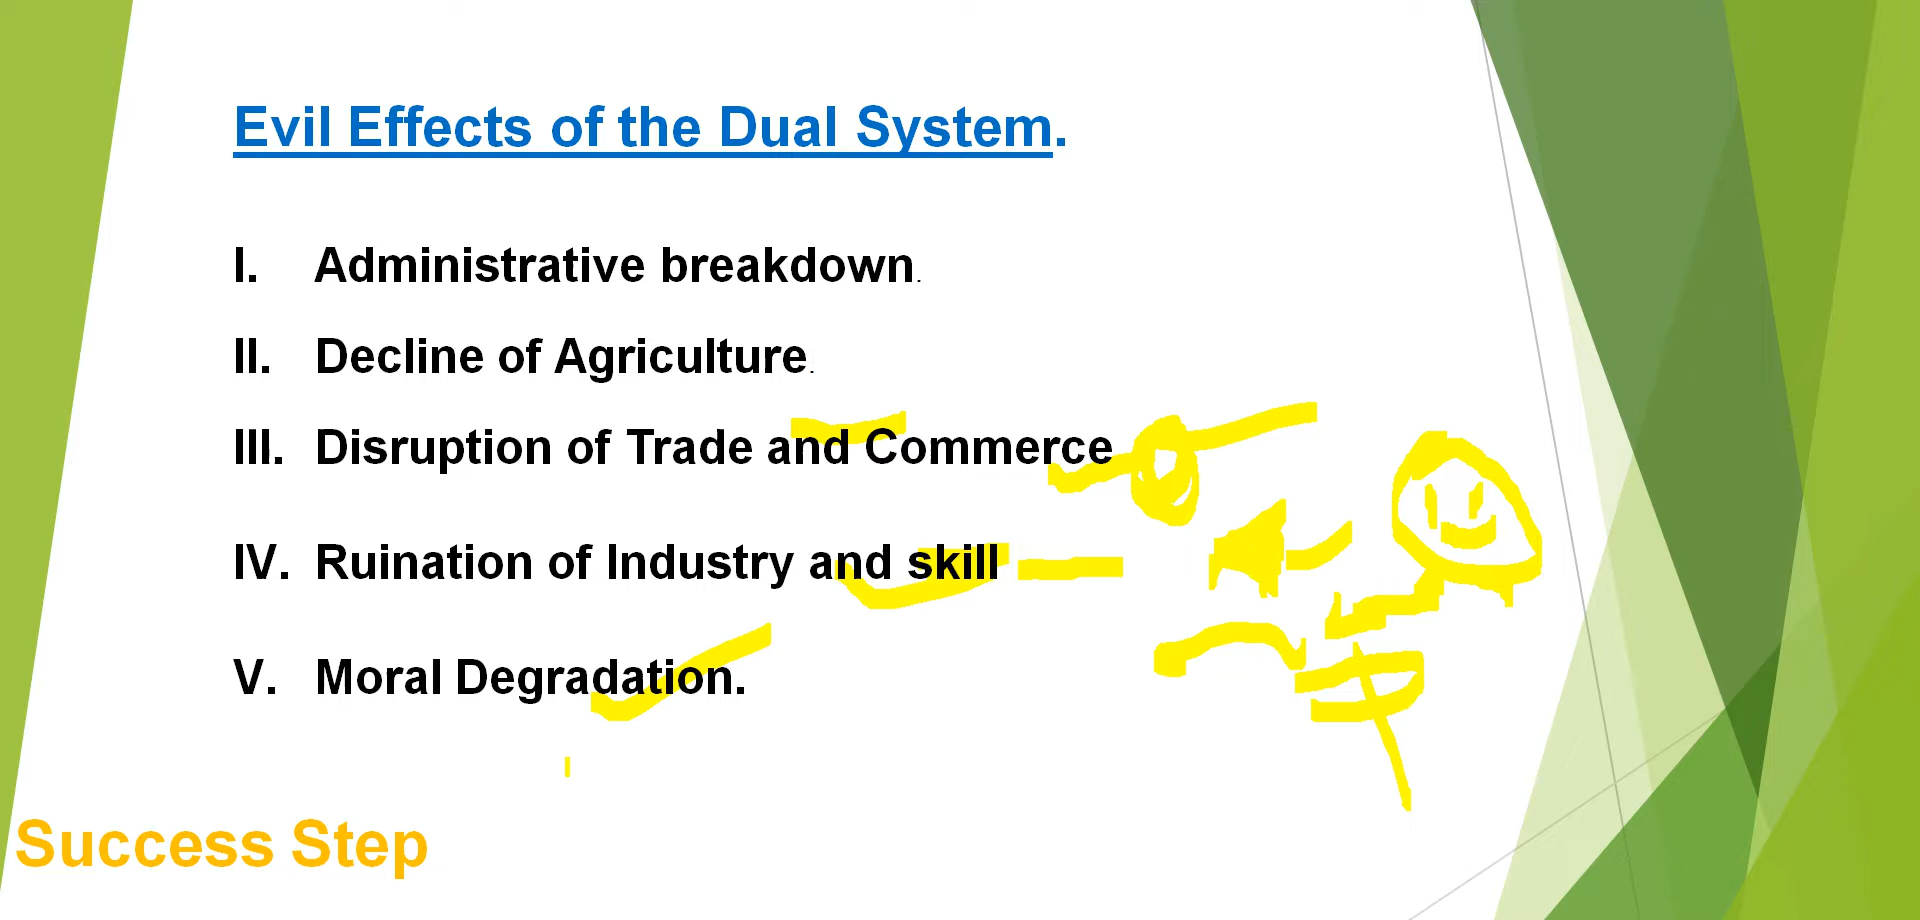 Evil Effects of the Dual System.
I. Administrative breakdown.
II. Decline of Agriculture.
III. Disruption of Trade and Commerce
IV. Ruination of Industry and skill
V. Moral Degradation.
Success Step